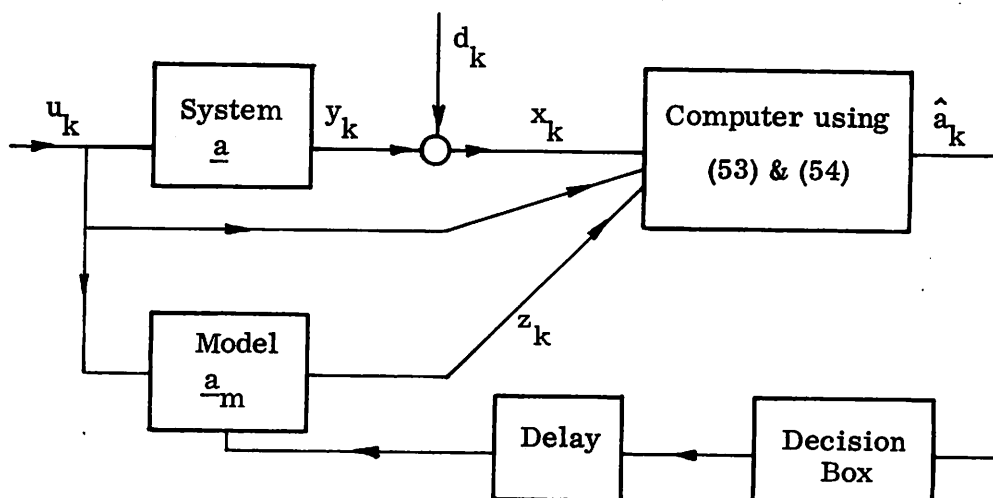 d_k
u_k
System
a
y_k
x_k
Computer using
(53) & (54)
â_k
z_k
Model
a_m
Delay
Decision
Box